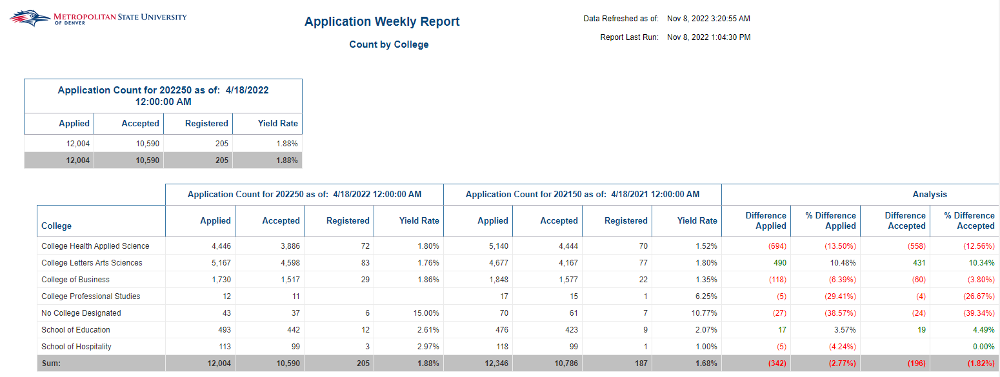 METROPOLITAN STATE UNIVERSITY
OF DENVER
Application Weekly Report
Count by College
Data Refreshed as of: Nov 8, 2022 3:20:55 AM
Report Last Run: Nov 8, 2022 1:04:30 PM
Application Count for 202250 as of: 4/18/2022
12:00:00 AM
Applied Accepted Registered Yield Rate
12,004 10,590 205 1.88%
12,004 10,590 205 1.88%
Application Count for 202250 as of: 4/18/2022 12:00:00 AM Application Count for 202150 as of: 4/18/2021 12:00:00 AM Analysis
College Applied Accepted Registered Yield Rate Applied Accepted Registered Yield Rate Difference Applied % Difference Applied Difference Accepted % Difference Accepted
College Health Applied Science 4,446 3,886 72 1.80% 5,140 4,444 70 1.52% (694) (13.50%) (558) (12.56%)
College Letters Arts Sciences 5,167 4,598 83 1.76% 4,677 4,167 77 1.80% 490 10.48% 431 10.34%
College of Business 1,730 1,517 29 1.86% 1,848 1,577 22 1.35% (118) (6.39%) (60) (3.80%)
College Professional Studies 12 11 17 15 1 6.25% (5) (29.41%) (4) (26.67%)
No College Designated 43 37 6 15.00% 70 61 7 10.77% (27) (38.57%) (24) (39.34%)
School of Education 493 442 12 2.61% 476 423 9 2.07% 17 3.57% 19 4.49%
School of Hospitality 113 99 3 2.97% 118 99 1 1.00% (5) (4.24%) 0.00%
Sum: 12,004 10,590 205 1.88% 12,346 10,786 187 1.68% (342) (2.77%) (196) (1.82%)